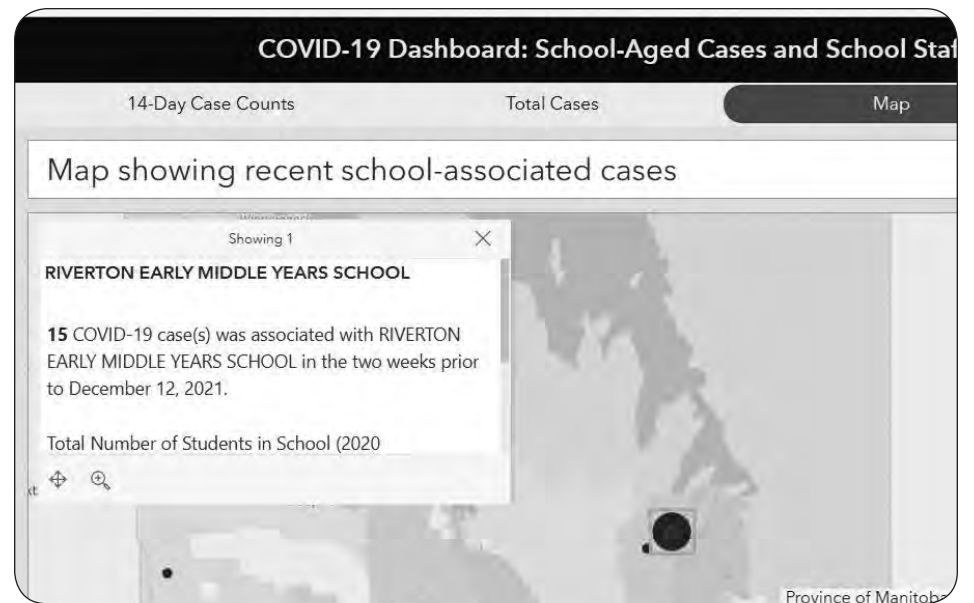 COVID-19 Dashboard: School-Aged Cases and School
14-Day Case Counts
Total Cases
Map
Map showing recent school-associated cases
Showing 1
RIVERTON EARLY MIDDLE YEARS SCHOOL
15 COVID-19 case(s) was associated with RIVERTON
EARLY MIDDLE YEARS SCHOOL in the two weeks prior
to December 12, 2021.
Total Number of Students in School (2020
Province of Manitoba